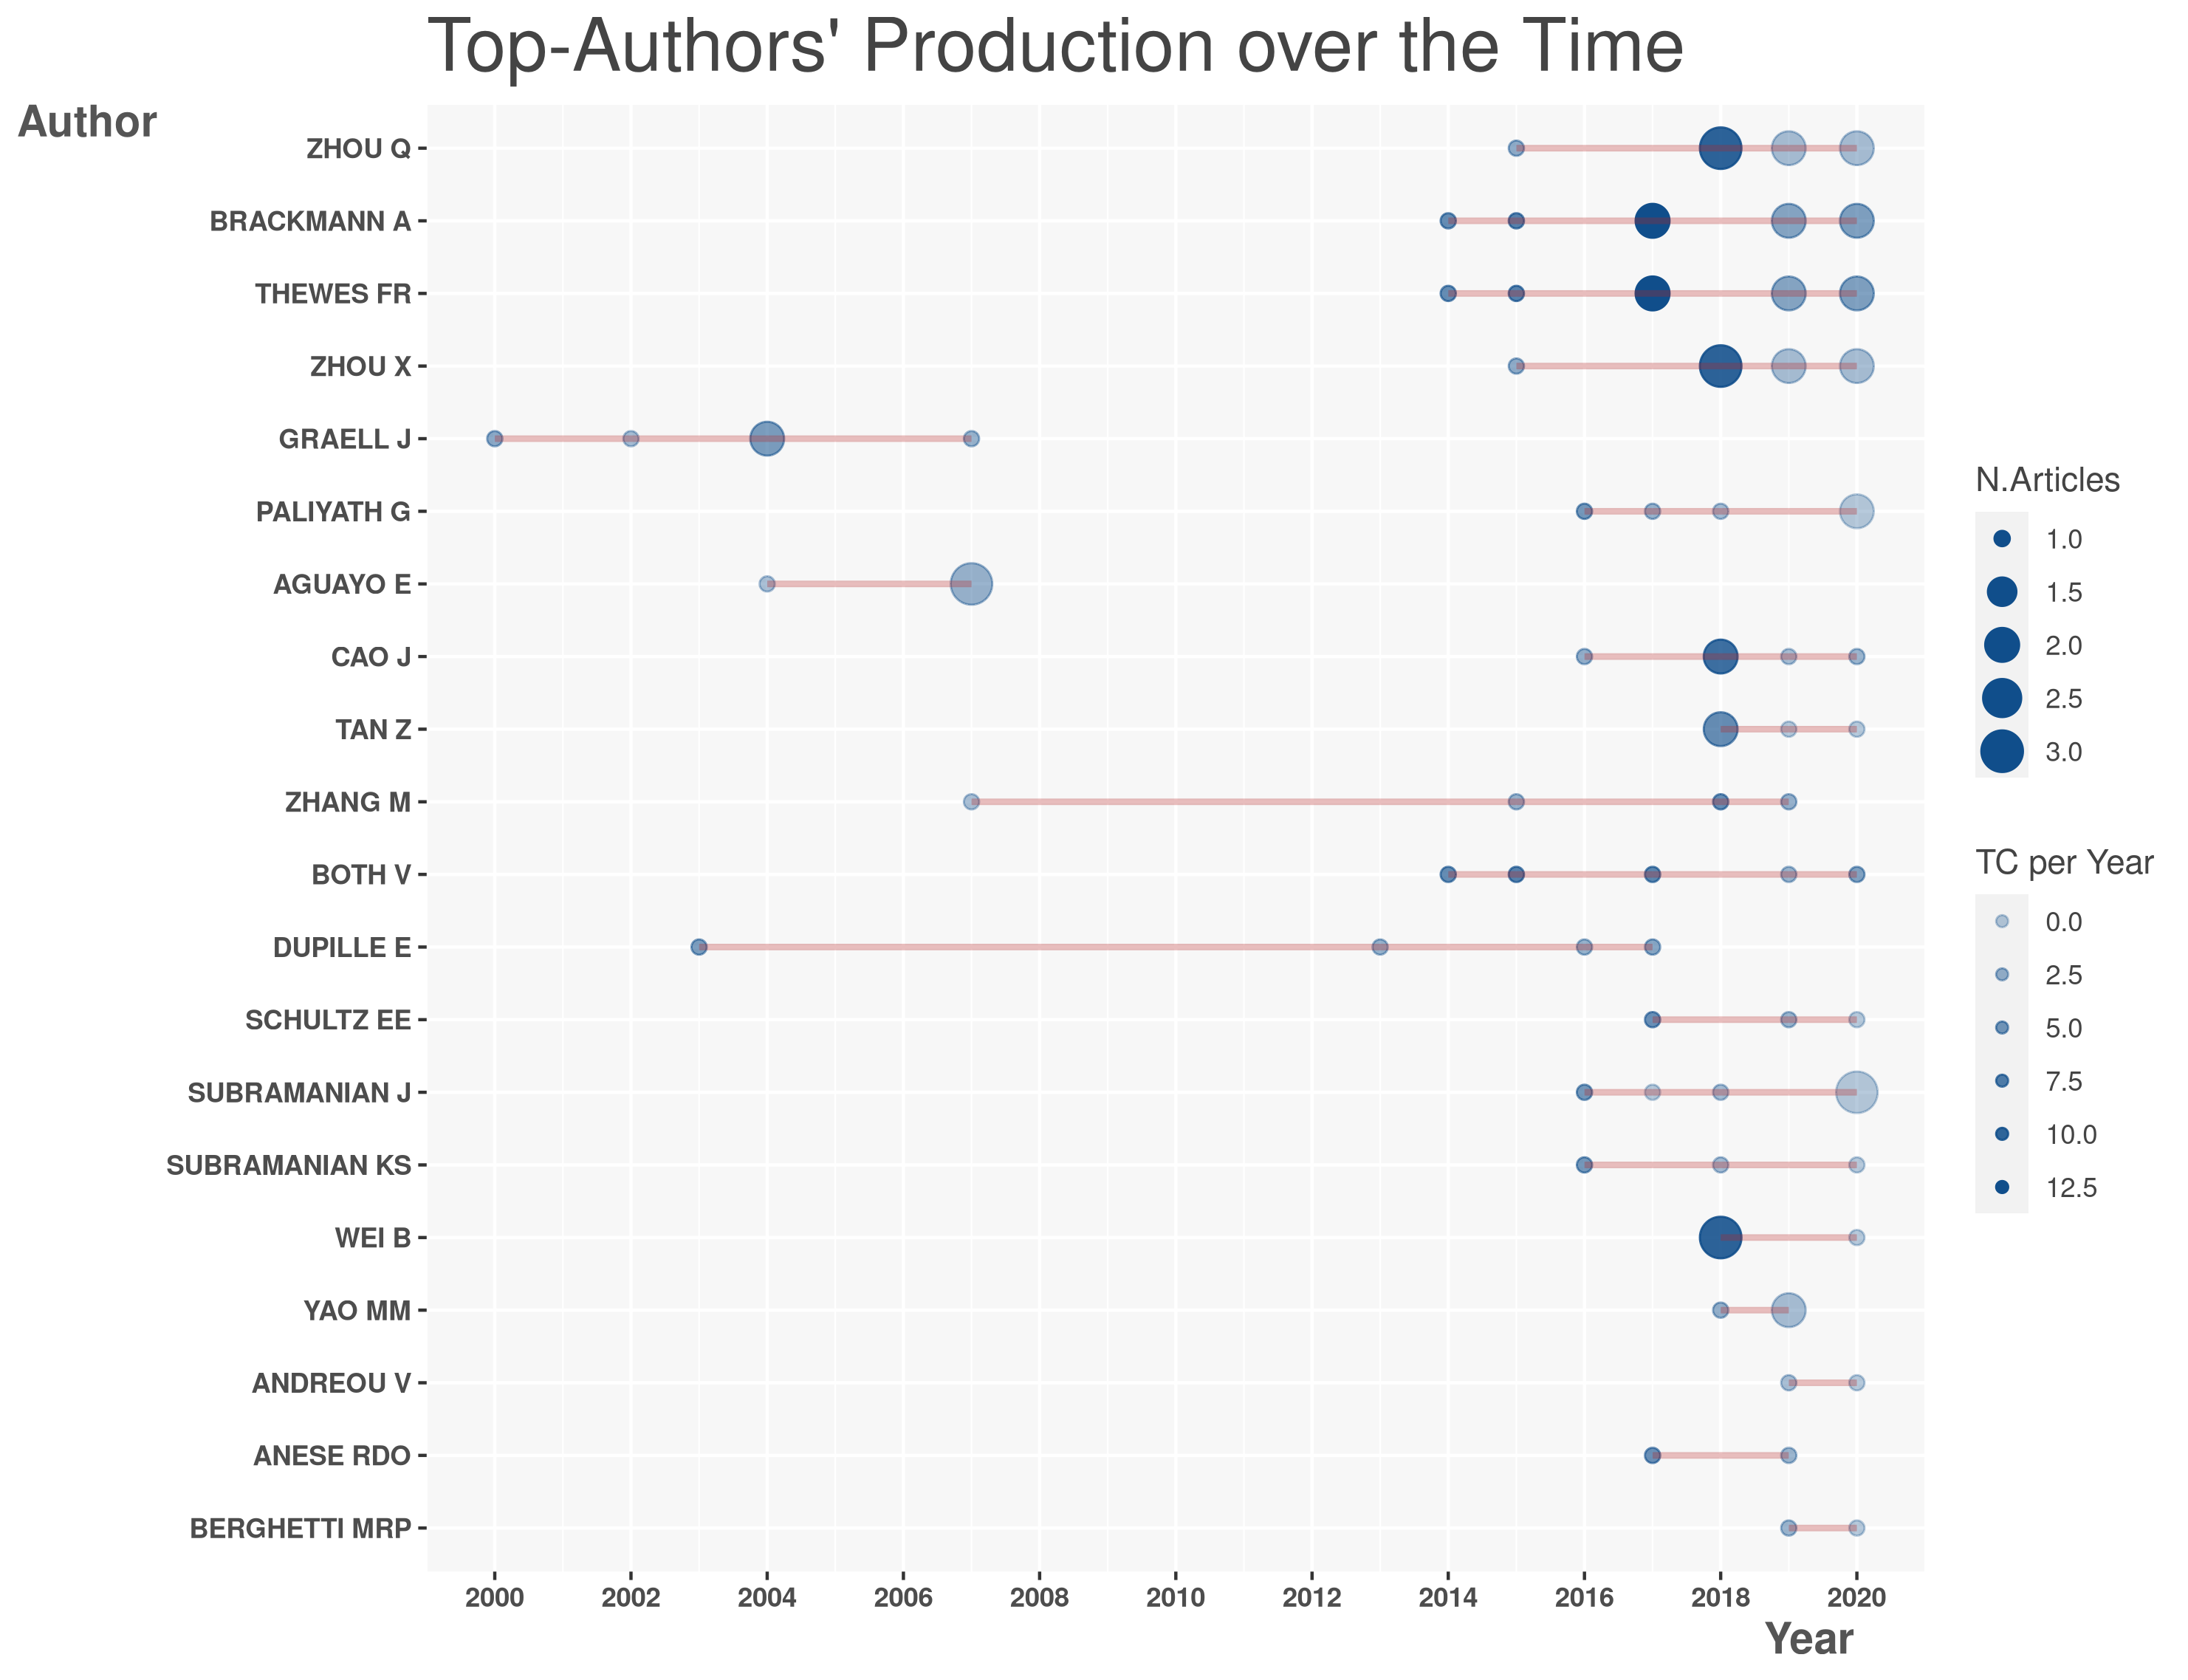 Top-Authors' Production over the Time
Author
ZHOU Q
BRACKMANN A
THEWES FR
ZHOU X
GRAELL J
PALIYATH G
AGUAYO E
CAO J
TAN Z
ZHANG M
BOTH V
DUPILLE E
SCHULTZ EE
SUBRAMANIAN J
SUBRAMANIAN KS
WEI B
YAO MM
ANDREOU V
ANESE RDO
BERGHETTI MRP
2000 2002 2004 2006 2008 2010 2012 2014 2016 2018 2020
Year
N.Articles
1.0
1.5
2.0
2.5
3.0
TC per Year
0.0
2.5
5.0
7.5
10.0
12.5